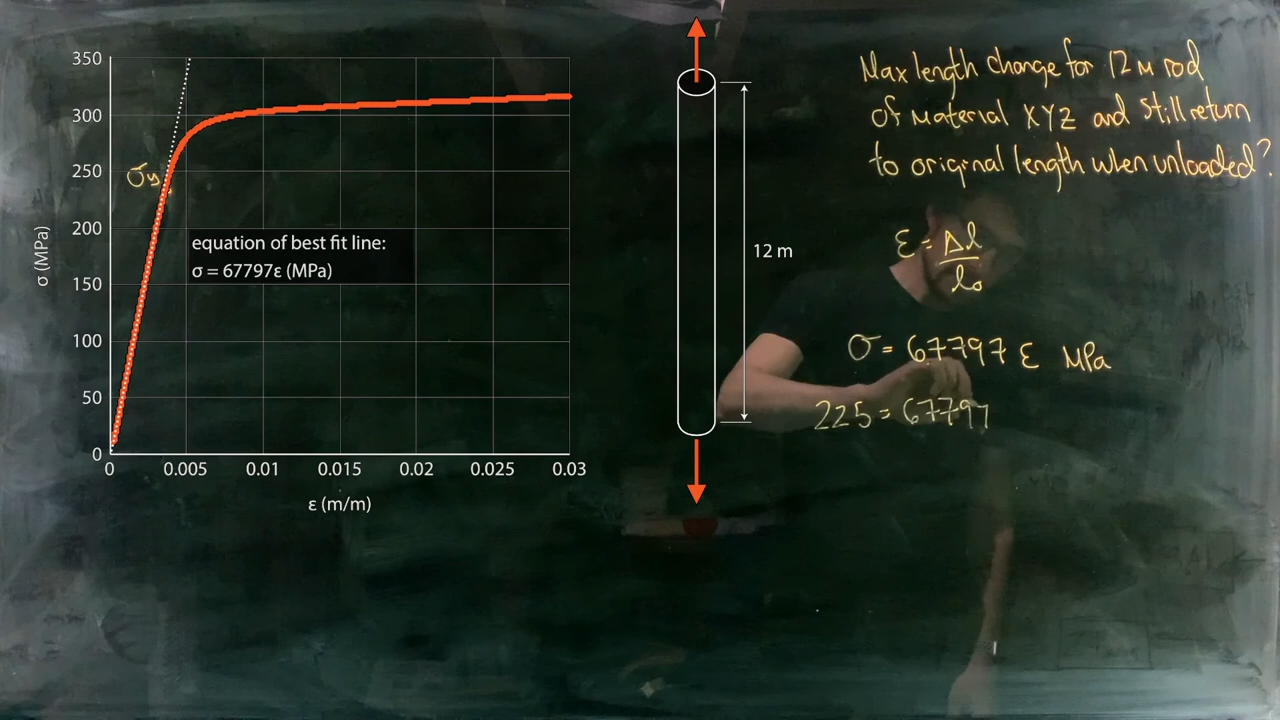 350
300
250
200
150
100
50
0
σ (MPa)
σy
equation of best fit line:
σ = 67797ε (MPa)
0 0.005 0.01 0.015 0.02 0.025 0.03
ε (m/m)
12 m
Max length change for 12 m rod
of material XYZ and still return
to original length when unloaded?
ε = Δl
l₀
σ = 67797 ε MPa
225 = 67797